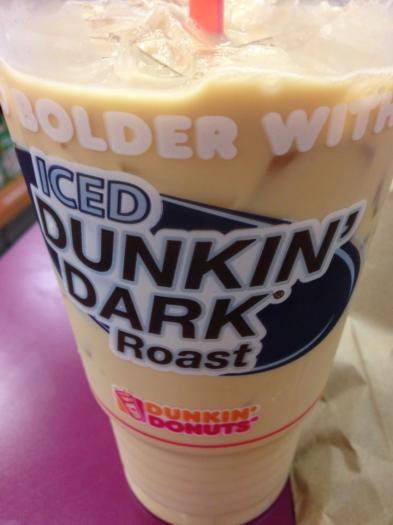 BOLDER WITH
ICED
DUNKIN'
DARK®
Roast
DUNKIN'
DONUTS